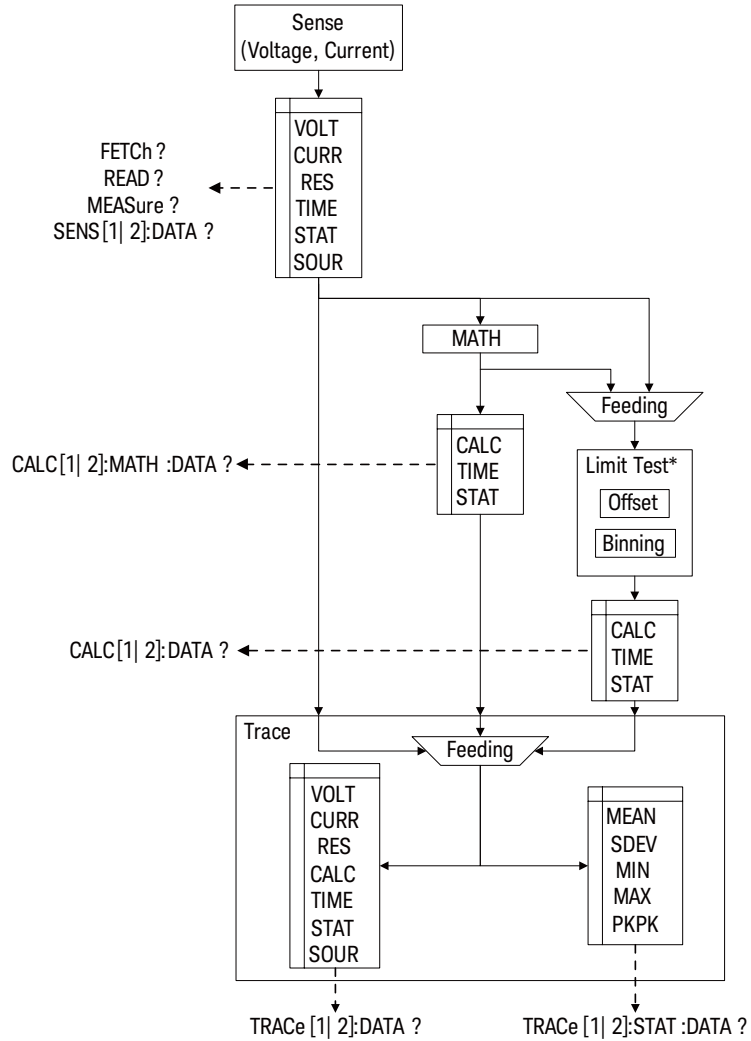 Sense
(Voltage, Current)
VOLT
CURR
RES
TIME
STAT
SOUR
FETCh ?
READ ?
MEASure ?
SENS[1| 2]:DATA ?
MATH
Feeding
CALC
TIME
STAT
CALC[1| 2]:MATH :DATA ?
Limit Test*
Offset
Binning
CALC
TIME
STAT
CALC[1| 2]:DATA ?
Trace
Feeding
VOLT
CURR
RES
CALC
TIME
STAT
SOUR
MEAN
SDEV
MIN
MAX
PKPK
TRACe [1| 2]:DATA ?
TRACe [1| 2]:STAT :DATA ?